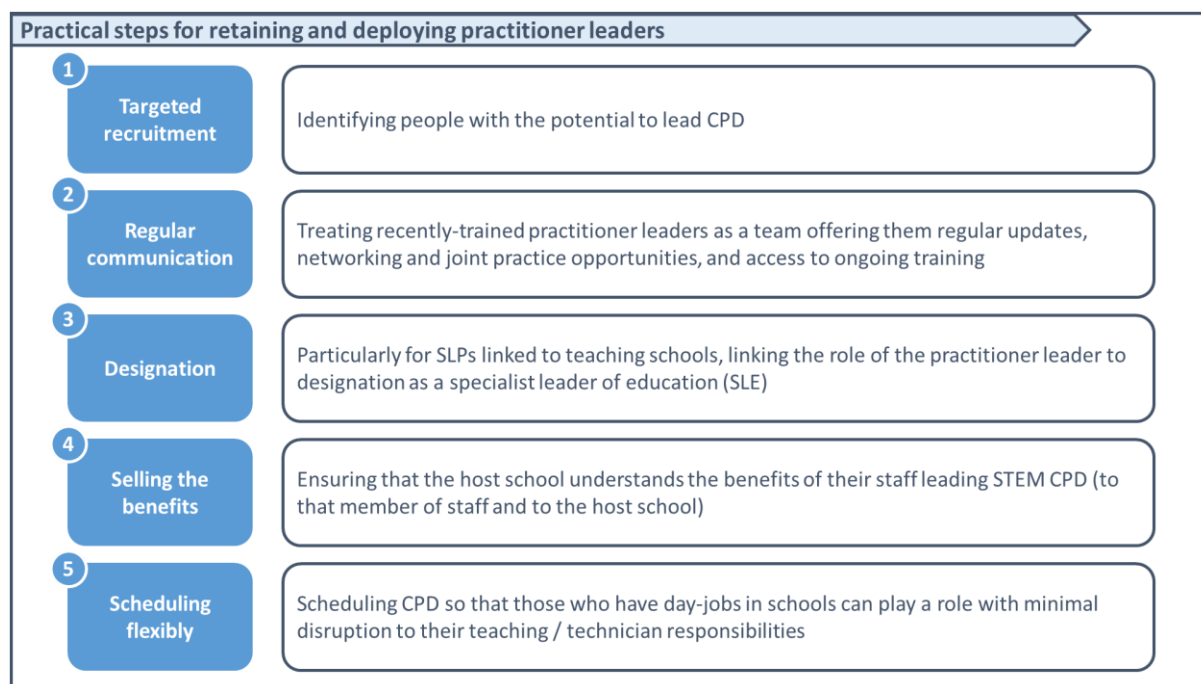 Practical steps for retaining and deploying practitioner leaders
1
Targeted
recruitment
Identifying people with the potential to lead CPD
2
Regular
communication
Treating recently-trained practitioner leaders as a team offering them regular updates,
networking and joint practice opportunities, and access to ongoing training
3
Designation
Particularly for SLPs linked to teaching schools, linking the role of the practitioner leader to
designation as a specialist leader of education (SLE)
4
Selling the
benefits
Ensuring that the host school understands the benefits of their staff leading STEM CPD (to
that member of staff and to the host school)
5
Scheduling
flexibly
Scheduling CPD so that those who have day-jobs in schools can play a role with minimal
disruption to their teaching / technician responsibilities